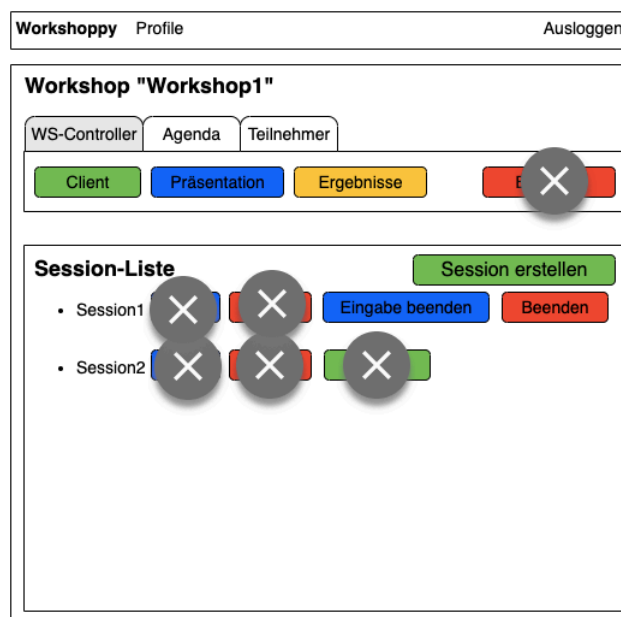 Workshoppy Profile Ausloggen
Workshop "Workshop1"
WS-Controller Agenda Teilnehmer
Client Präsentation Ergebnisse
Session-Liste Session erstellen
Session1 Eingabe beenden Beenden
Session2